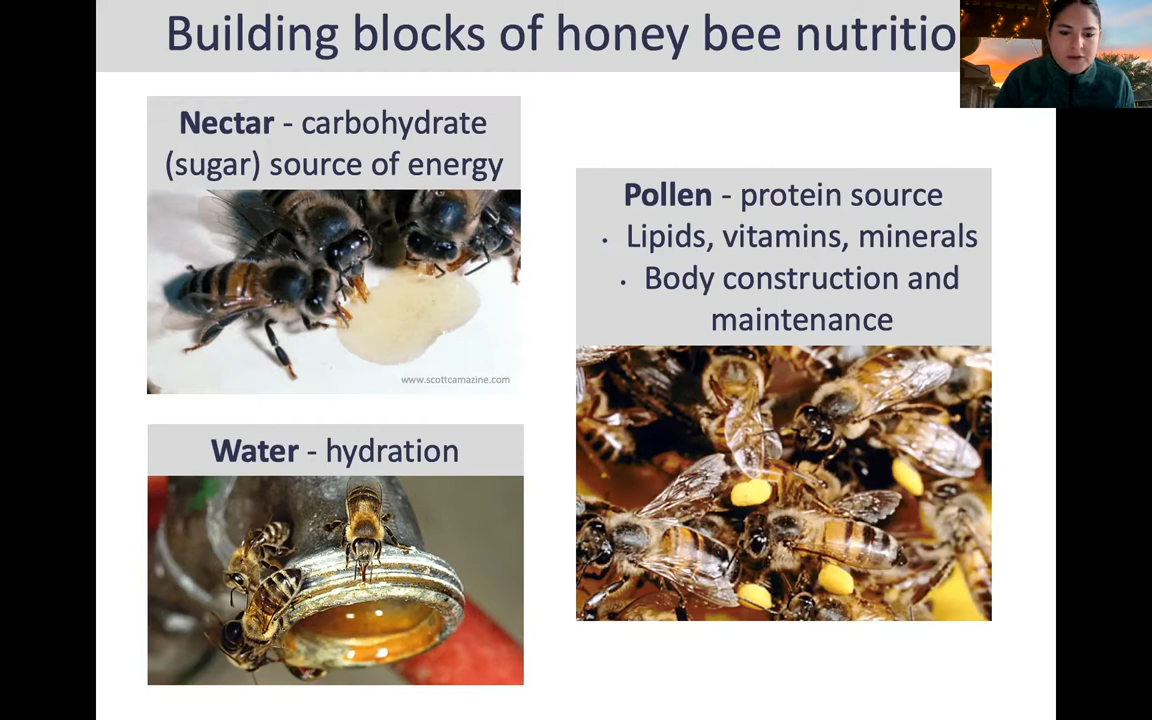 Building blocks of honey bee nutritio
Nectar - carbohydrate
(sugar) source of energy
www.scottcamazine.com
Water - hydration
Pollen - protein source
• Lipids, vitamins, minerals
• Body construction and
maintenance